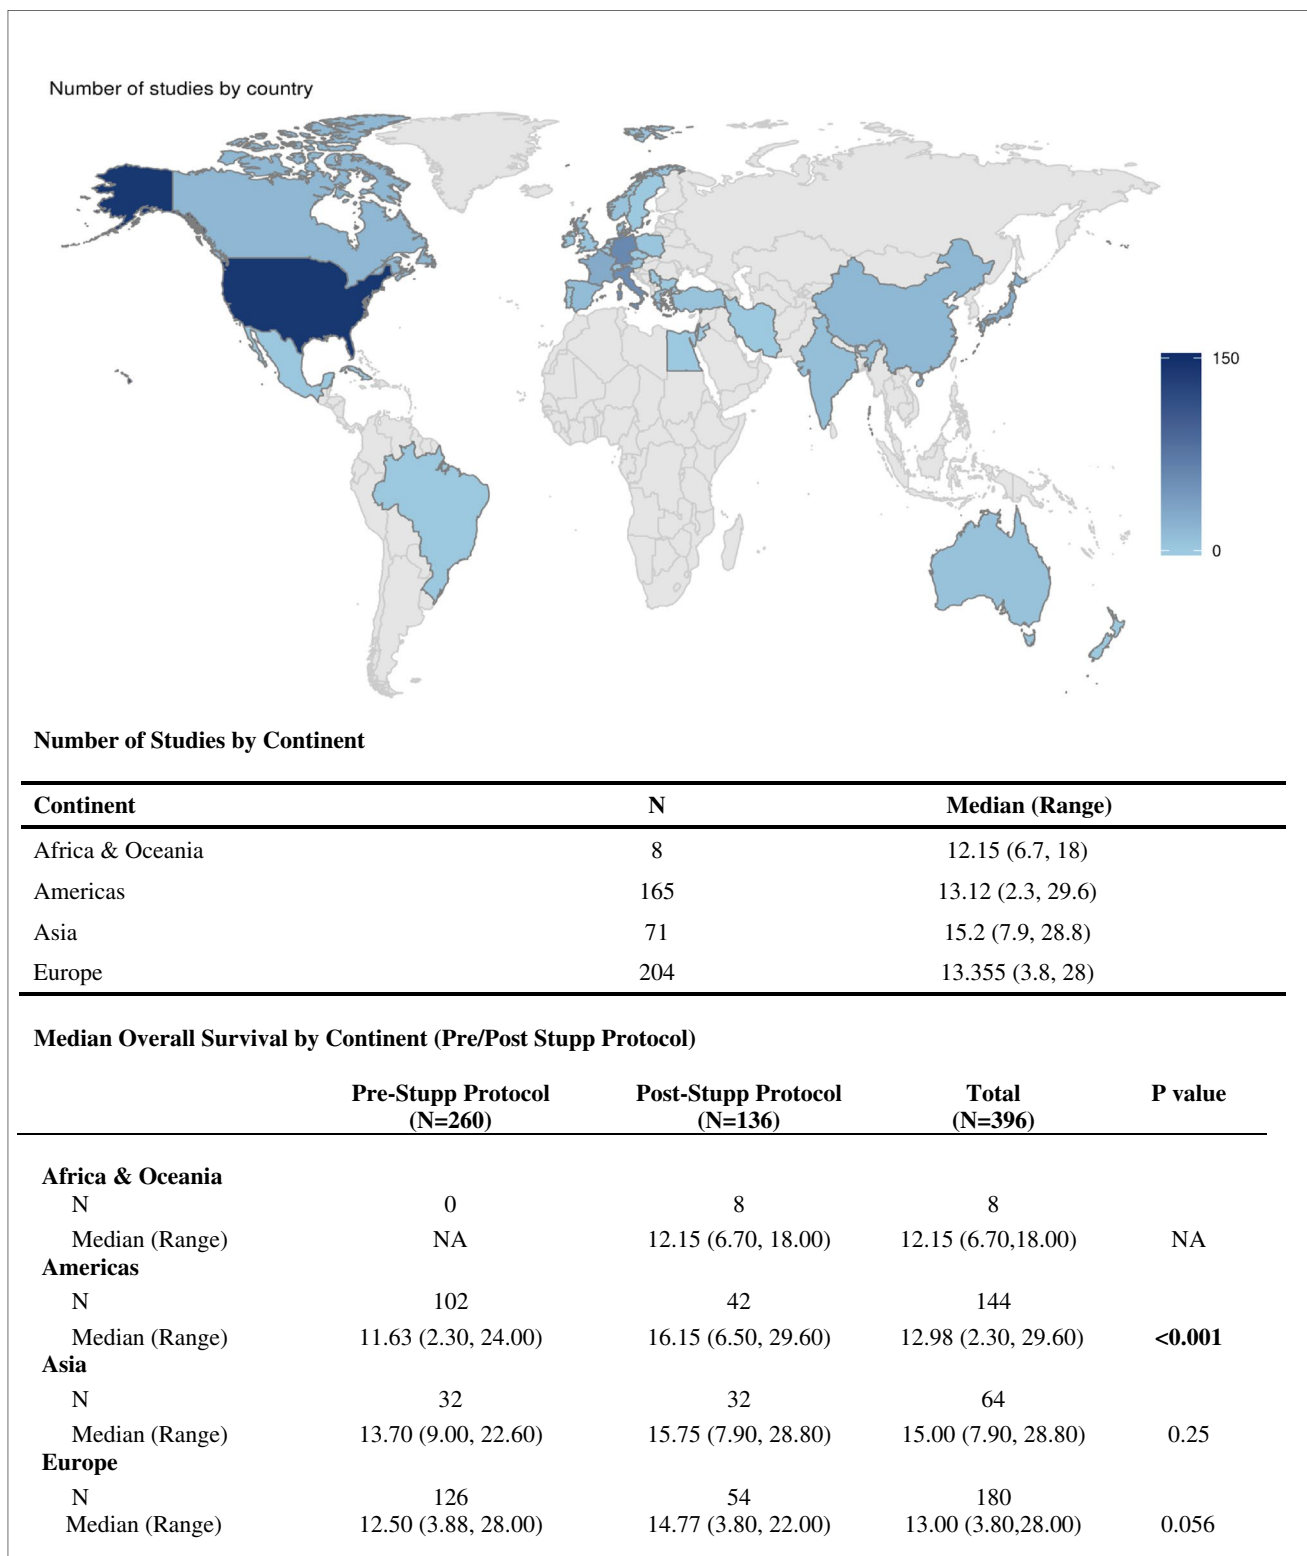 Number of studies by country
150
0
Number of Studies by Continent
Continent N Median (Range)
Africa & Oceania 8 12.15 (6.7, 18)
Americas 165 13.12 (2.3, 29.6)
Asia 71 15.2 (7.9, 28.8)
Europe 204 13.355 (3.8, 28)
Median Overall Survival by Continent (Pre/Post Stupp Protocol)
Pre-Stupp Protocol Post-Stupp Protocol Total P value
(N=260) (N=136) (N=396)
Africa & Oceania
N 0 8 8
Median (Range) NA 12.15 (6.70, 18.00) 12.15 (6.70,18.00) NA
Americas
N 102 42 144
Median (Range) 11.63 (2.30, 24.00) 16.15 (6.50, 29.60) 12.98 (2.30, 29.60) <0.001
Asia
N 32 32 64
Median (Range) 13.70 (9.00, 22.60) 15.75 (7.90, 28.80) 15.00 (7.90, 28.80) 0.25
Europe
N 126 54 180
Median (Range) 12.50 (3.88, 28.00) 14.77 (3.80, 22.00) 13.00 (3.80,28.00) 0.056